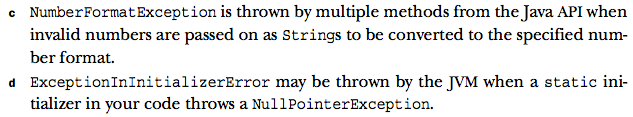 c NumberFormatException is thrown by multiple methods from the Java API when
invalid numbers are passed on as Strings to be converted to the specified num-
ber format.
d ExceptionInInitializerError may be thrown by the JVM when a static ini-
tializer in your code throws a NullPointerException.